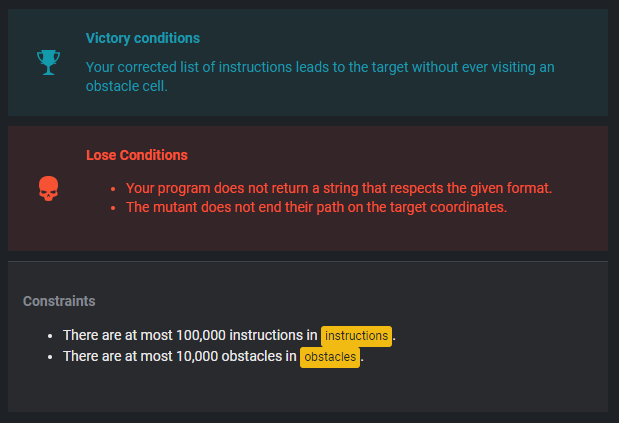 Victory conditions
Your corrected list of instructions leads to the target without ever visiting an
obstacle cell.
Lose Conditions
• Your program does not return a string that respects the given format.
• The mutant does not end their path on the target coordinates.
Constraints
• There are at most 100,000 instructions in instructions.
• There are at most 10,000 obstacles in obstacles.